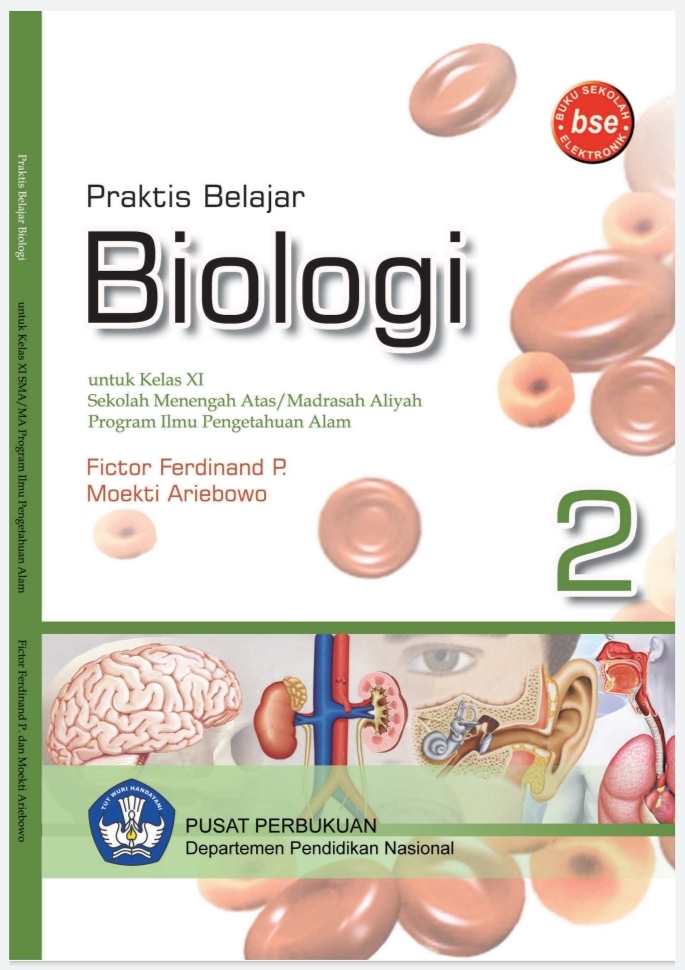 BUKU SEKOLAH
bse
ELEKTRONIK
Praktis Belajar
Biologi
untuk Kelas XI
Sekolah Menengah Atas/Madrasah Aliyah
Program Ilmu Pengetahuan Alam
Fictor Ferdinand P.
Moekti Ariebowo
2
TUT WURI HANDAYANI
PUSAT PERBUKUAN
Departemen Pendidikan Nasional
Praktis Belajar Biologi
untuk Kelas XI SMA/MA Program Ilmu Pengetahuan Alam
Fictor Ferdinand P. dan Moekti Ariebowo